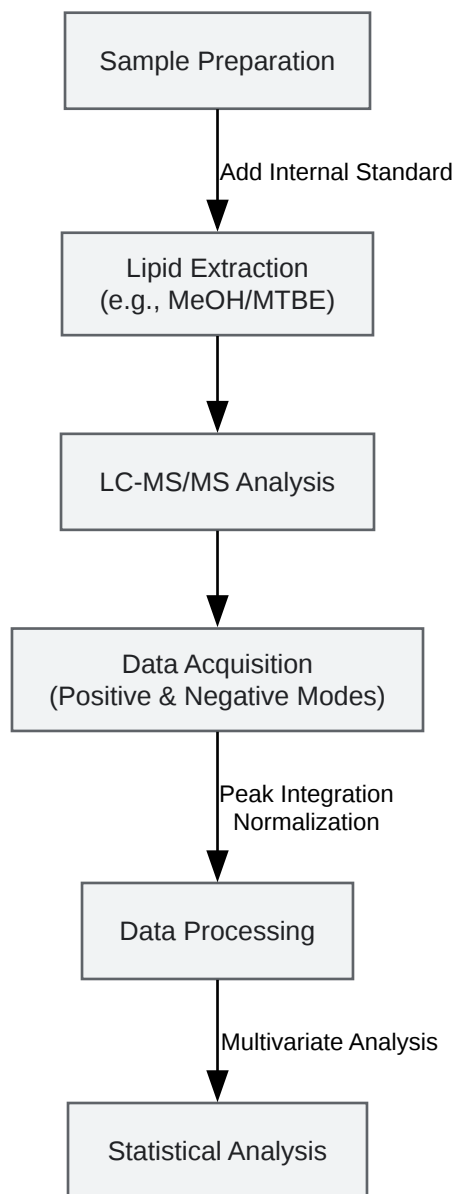 Sample Preparation
Add Internal Standard
Lipid Extraction
(e.g., MeOH/MTBE)
LC-MS/MS Analysis
Data Acquisition
(Positive & Negative Modes)
Peak Integration
Normalization
Data Processing
Multivariate Analysis
Statistical Analysis